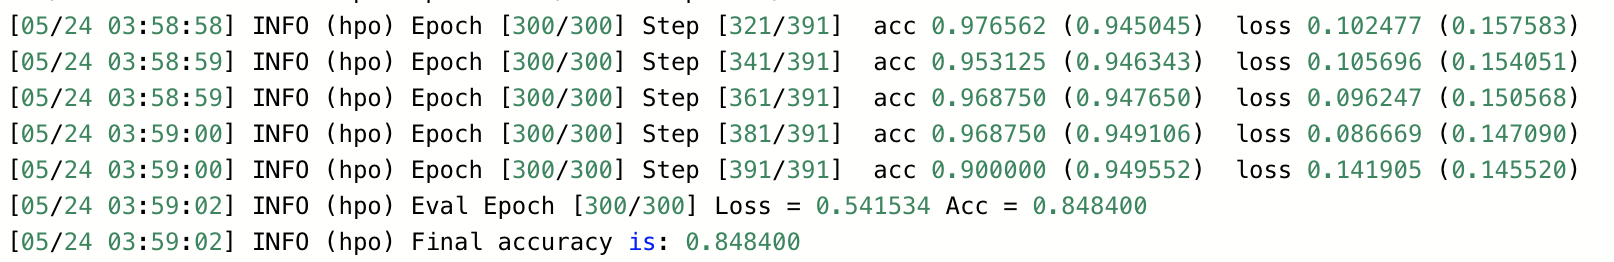 [05/24 03:58:58] INFO (hpo) Epoch [300/300] Step [321/391]  acc 0.976562 (0.945045)  loss 0.102477 (0.157583)
[05/24 03:58:59] INFO (hpo) Epoch [300/300] Step [341/391]  acc 0.953125 (0.946343)  loss 0.105696 (0.154051)
[05/24 03:58:59] INFO (hpo) Epoch [300/300] Step [361/391]  acc 0.968750 (0.947650)  loss 0.096247 (0.150568)
[05/24 03:59:00] INFO (hpo) Epoch [300/300] Step [381/391]  acc 0.968750 (0.949106)  loss 0.086669 (0.147090)
[05/24 03:59:00] INFO (hpo) Epoch [300/300] Step [391/391]  acc 0.900000 (0.949552)  loss 0.141905 (0.145520)
[05/24 03:59:02] INFO (hpo) Eval Epoch [300/300] Loss = 0.541534 Acc = 0.848400
[05/24 03:59:02] INFO (hpo) Final accuracy is: 0.848400